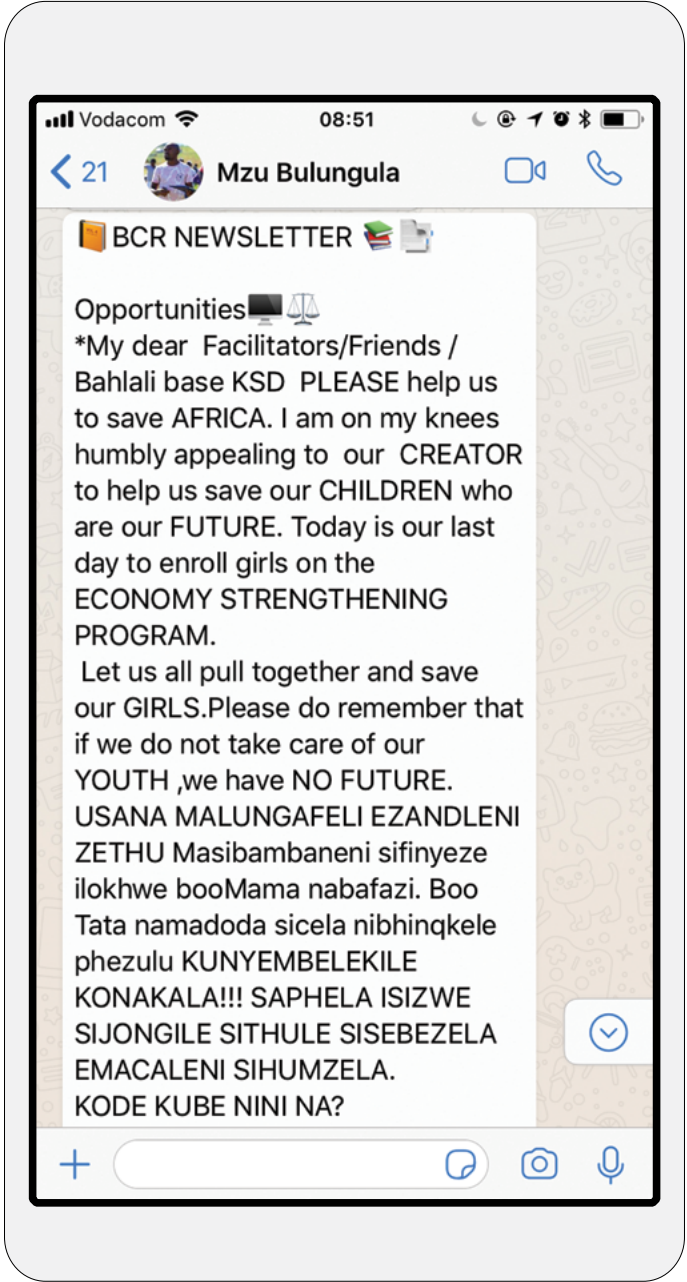 Vodacom 08:51
21 Mzu Bulungula
BCR NEWSLETTER
Opportunities
*My dear Facilitators/Friends /
Bahlali base KSD PLEASE help us
to save AFRICA. I am on my knees
humbly appealing to our CREATOR
to help us save our CHILDREN who
are our FUTURE. Today is our last
day to enroll girls on the
ECONOMY STRENGTHENING
PROGRAM.
Let us all pull together and save
our GIRLS.Please do remember that
if we do not take care of our
YOUTH ,we have NO FUTURE.
USANA MALUNGAFELI EZANDLENI
ZETHU Masibambaneni sifinyeze
ilokhwe booMama nabafazi. Boo
Tata namadoda sicela nibhinqkele
phezulu KUNYEMBELEKILE
KONAKALA!!! SAPHELA ISIZWE
SIJONGILE SITHULE SISEBEZELA
EMACALENI SIHUMZELA.
KODE KUBE NINI NA?